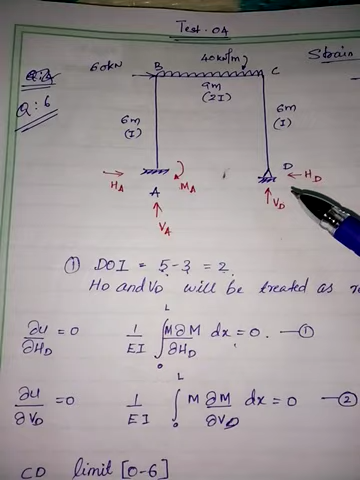 Test. 04
Strain
Q:6
60kN
B
40kN/m
C
9m
(2I)
6m
(I)
6m
(I)
HA
MA
A
VA
D
HD
VD
① DOI = 5-3 = 2
HD and VD will be treated as
∂u/∂HD = 0 1/EI ∫₀ᴸ M∂M/∂HD dx = 0. —①
∂u/∂VD = 0 1/EI ∫₀ᴸ M ∂M/∂VD dx = 0 —②
CD limit [0-6]